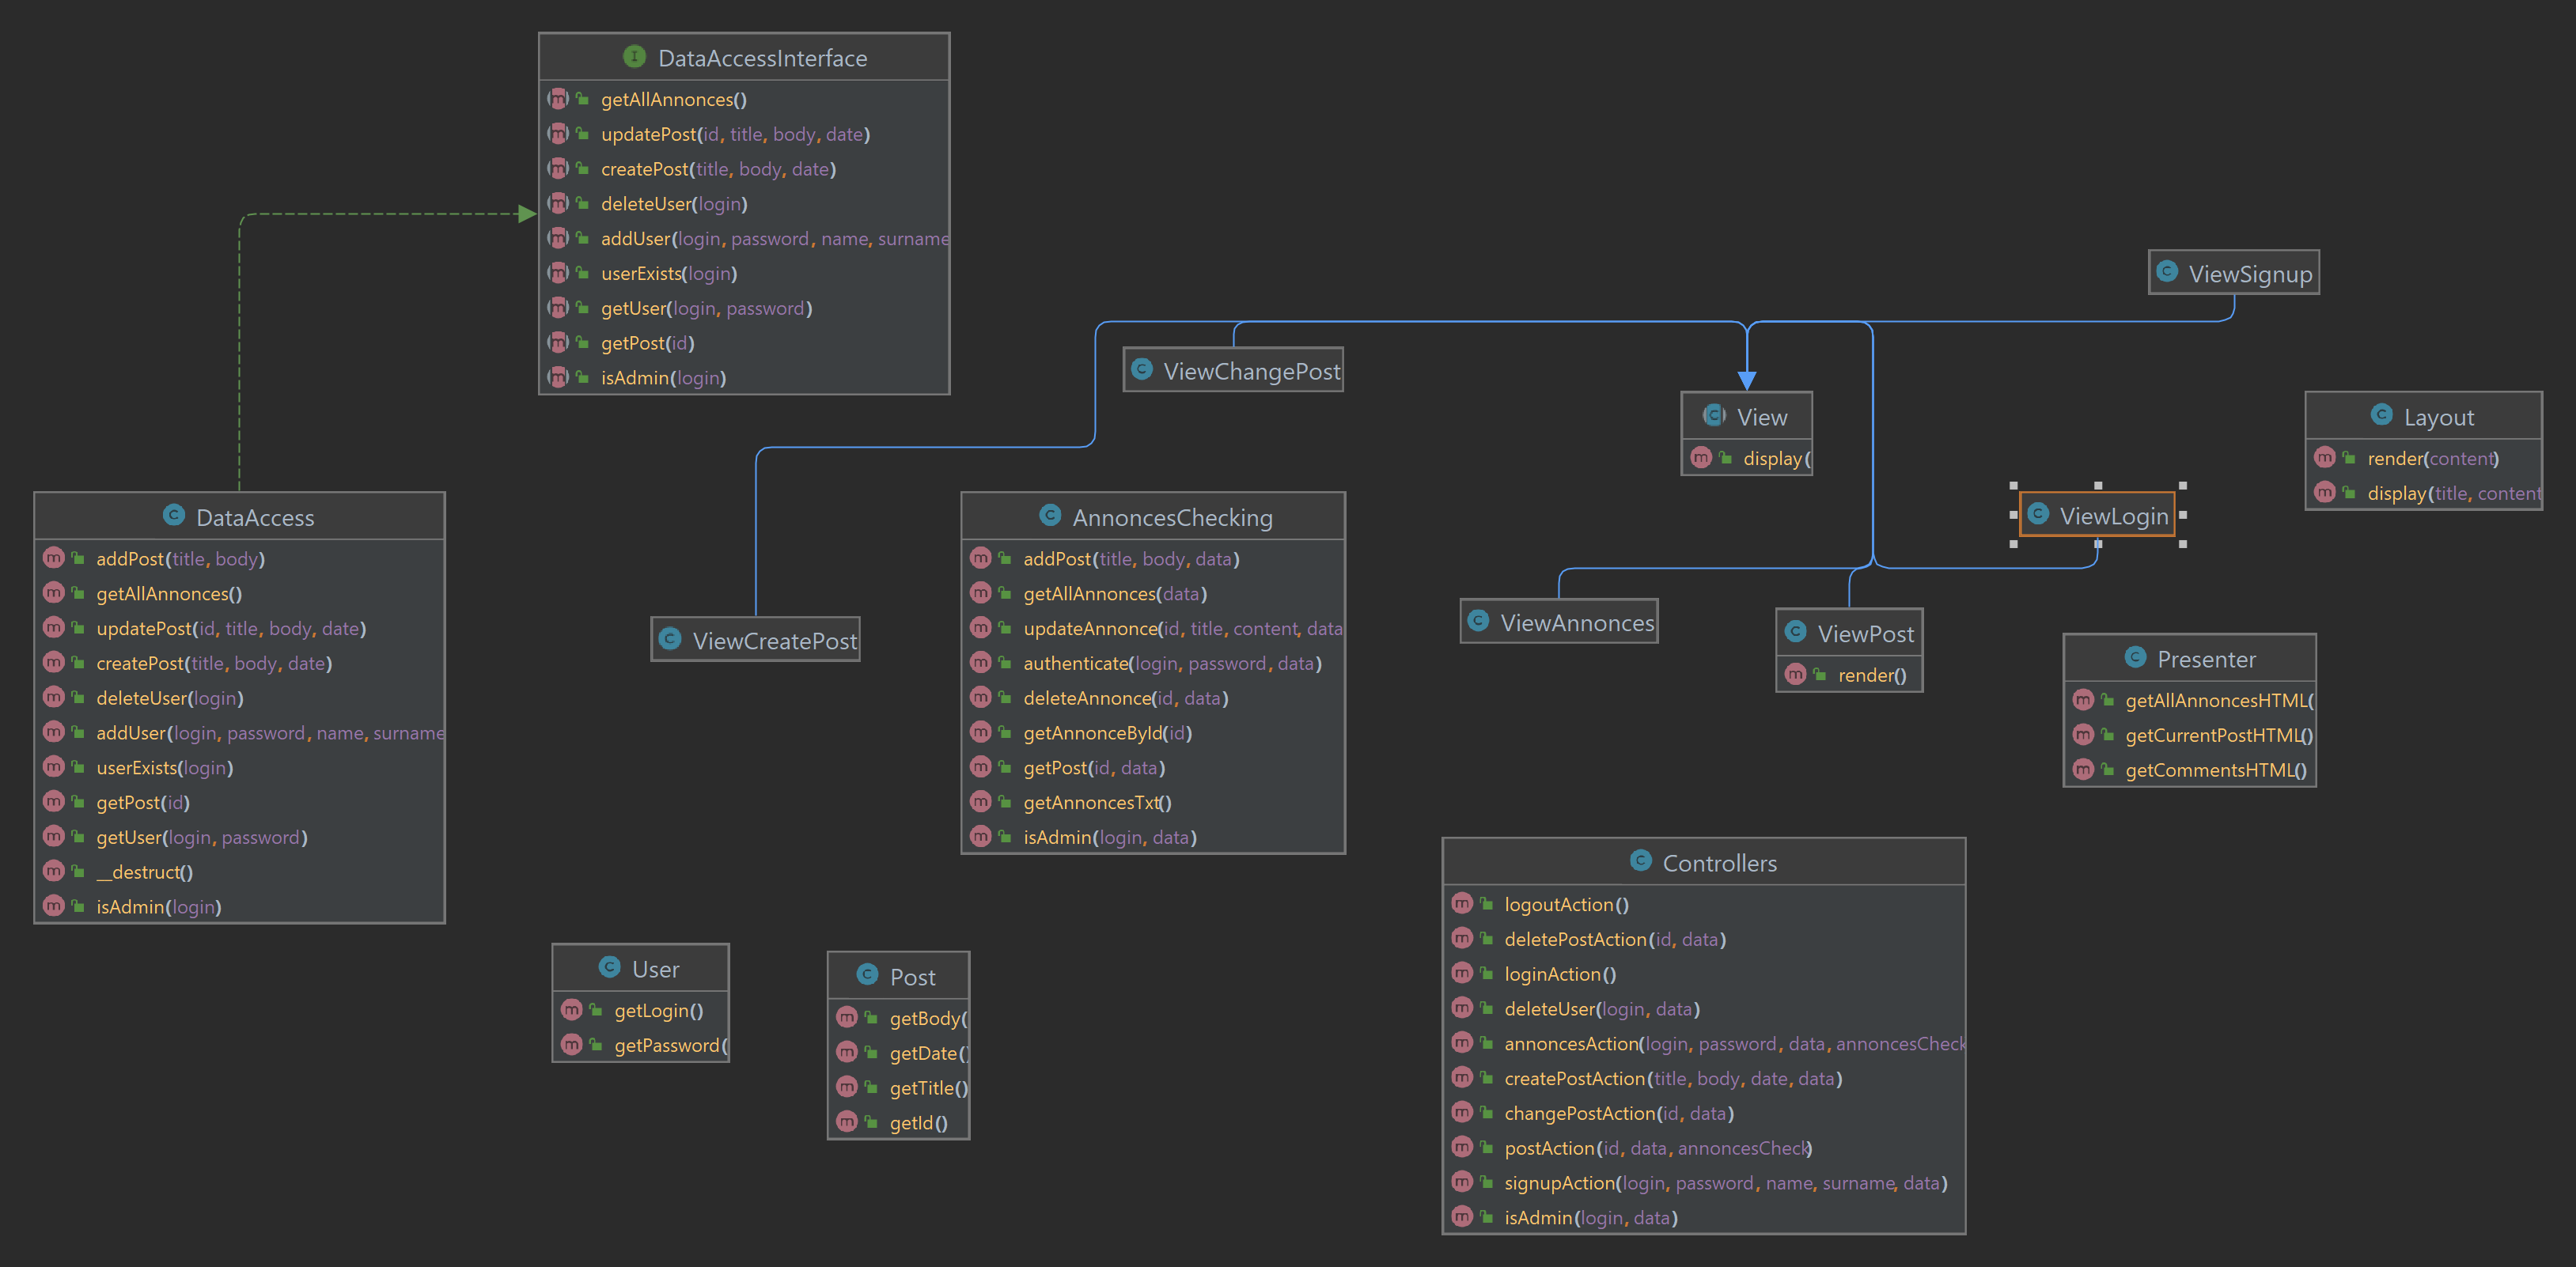 DataAccessInterface
getAllAnnonces()
updatePost(id, title, body, date)
createPost(title, body, date)
deleteUser(login)
addUser(login, password, name, surname
userExists(login)
getUser(login, password)
getPost(id)
isAdmin(login)
ViewSignup
ViewChangePost
View
display(
Layout
render(content)
display(title, content
ViewLogin
DataAccess
addPost(title, body)
getAllAnnonces()
updatePost(id, title, body, date)
createPost(title, body, date)
deleteUser(login)
addUser(login, password, name, surname
userExists(login)
getPost(id)
getUser(login, password)
__destruct()
isAdmin(login)
AnnoncesChecking
addPost(title, body, data)
getAllAnnonces(data)
updateAnnonce(id, title, content, data
authenticate(login, password, data)
deleteAnnonce(id, data)
getAnnonceById(id)
getPost(id, data)
getAnnoncesTxt()
isAdmin(login, data)
ViewCreatePost
ViewAnnonces
ViewPost
render()
Presenter
getAllAnnoncesHTML(
getCurrentPostHTML()
getCommentsHTML()
Controllers
logoutAction()
deletePostAction(id, data)
loginAction()
deleteUser(login, data)
annoncesAction(login, password, data, annoncesCheck
createPostAction(title, body, date, data)
changePostAction(id, data)
postAction(id, data, annoncesCheck)
signupAction(login, password, name, surname, data)
isAdmin(login, data)
User
getLogin()
getPassword(
Post
getBody(
getDate()
getTitle()
getId()